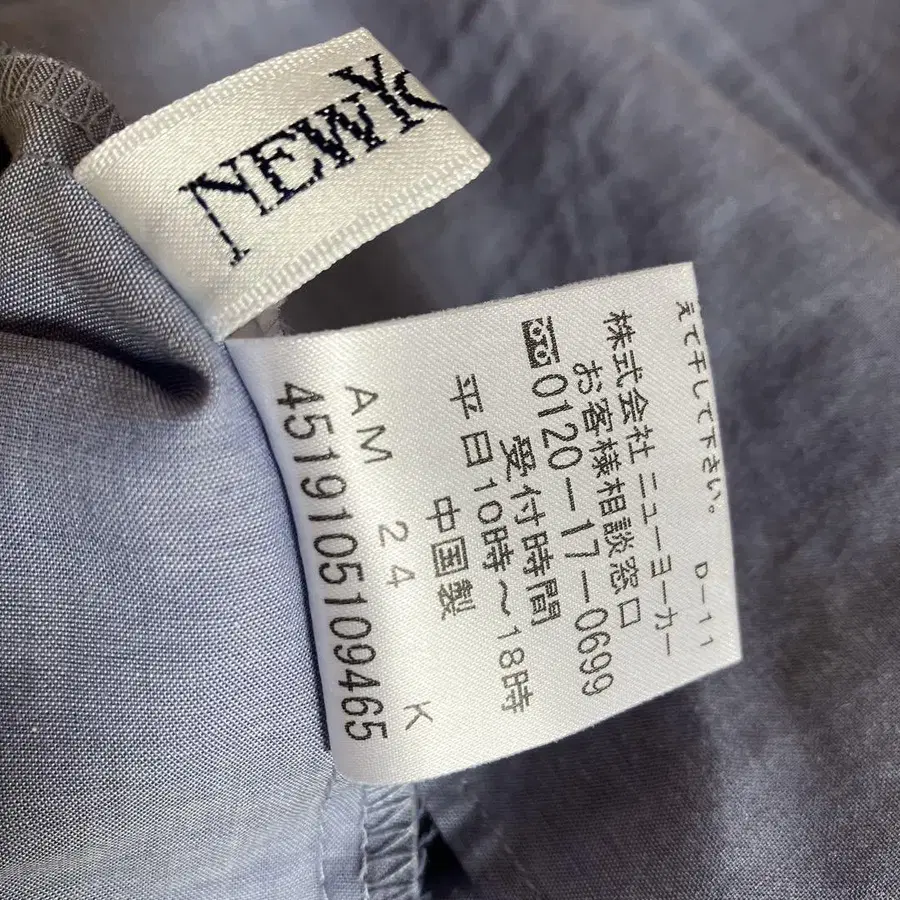 NEWYO
えて干して下さい。 D-11
株式会社ニューヨーカー
お客様相談窓口
0120-17-0699
受付時間
平日10時～18時
中国製
AM 24 K
4519105109465